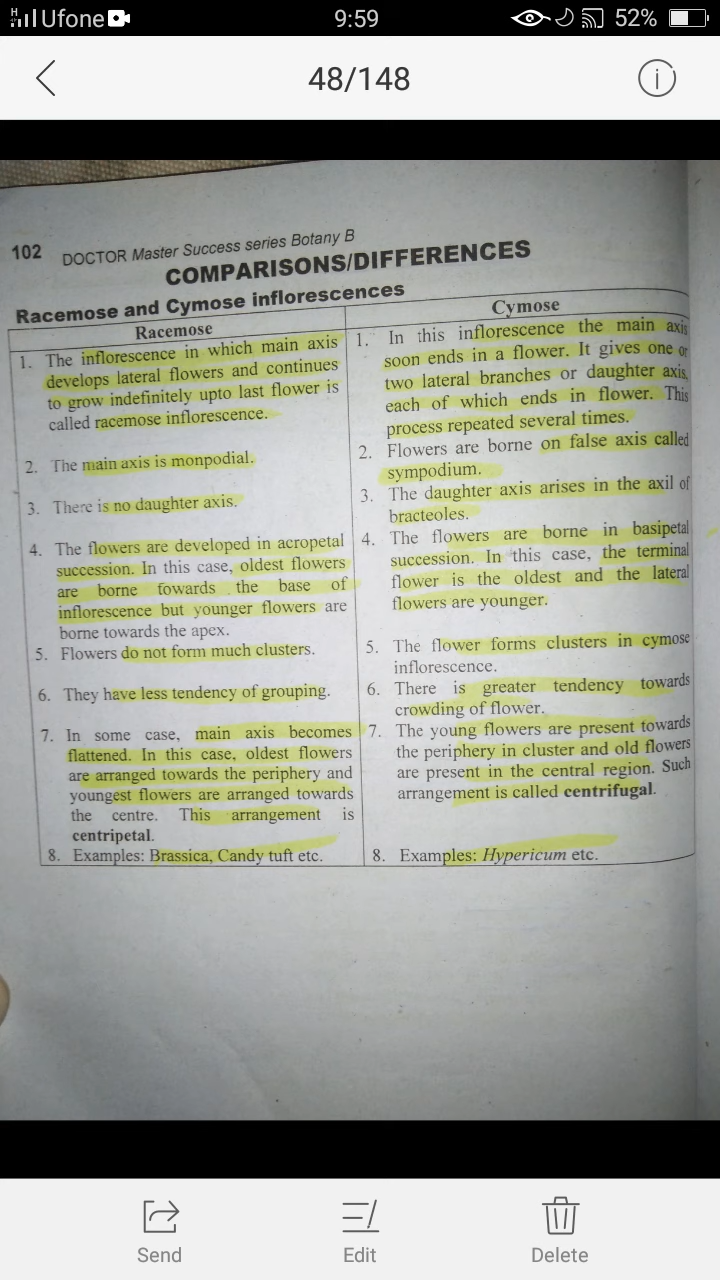 Ufone 9:59 52%
48/148
102 DOCTOR Master Success series Botany B
COMPARISONS/DIFFERENCES
Racemose and Cymose inflorescences
Racemose
1. The inflorescence in which main axis
develops lateral flowers and continues
to grow indefinitely upto last flower is
called racemose inflorescence.
2. The main axis is monpodial.
3. There is no daughter axis.
4. The flowers are developed in acropetal
succession. In this case, oldest flowers
are borne towards the base of
inflorescence but younger flowers are
borne towards the apex.
5. Flowers do not form much clusters.
6. They have less tendency of grouping.
7. In some case, main axis becomes
flattened. In this case, oldest flowers
are arranged towards the periphery and
youngest flowers are arranged towards
the centre. This arrangement is
centripetal.
8. Examples: Brassica, Candy tuft etc.
Cymose
1. In this inflorescence the main axis
soon ends in a flower. It gives one or
two lateral branches or daughter axis,
each of which ends in flower. This
process repeated several times.
2. Flowers are borne on false axis called
sympodium.
3. The daughter axis arises in the axil of
bracteoles.
4. The flowers are borne in basipetal
succession. In this case, the terminal
flower is the oldest and the lateral
flowers are younger.
5. The flower forms clusters in cymose
inflorescence.
6. There is greater tendency towards
crowding of flower.
7. The young flowers are present towards
the periphery in cluster and old flowers
are present in the central region. Such
arrangement is called centrifugal.
8. Examples: Hypericum etc.
Send Edit Delete